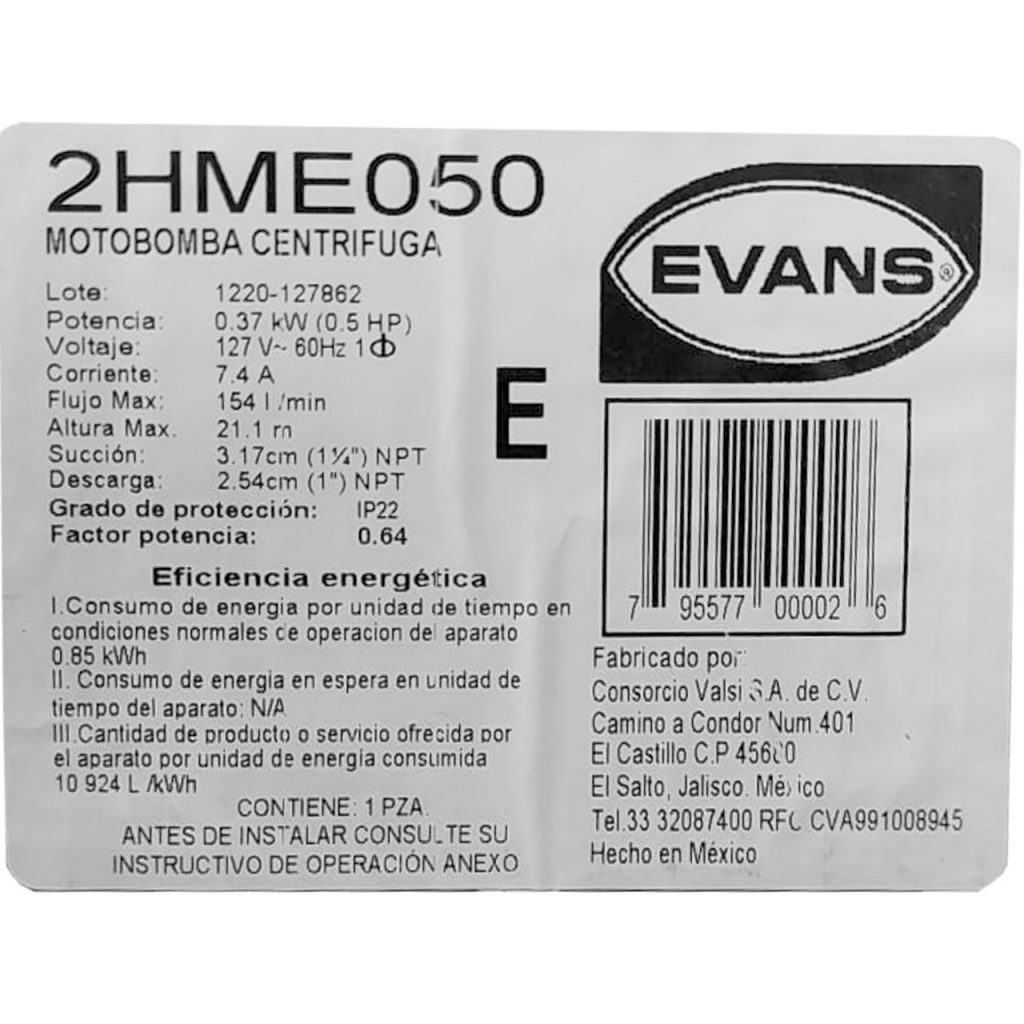 2HME050
MOTOBOMBA CENTRIFUGA
Lote: 1220-127862
Potencia: 0.37 kW (0.5 HP)
Voltaje: 127 V~ 60Hz 1Φ
Corriente: 7.4 A
Flujo Max: 154 l /min
Altura Max. 21.1 m
Succión: 3.17cm (1¼") NPT
Descarga: 2.54cm (1") NPT
Grado de protección: IP22
Factor potencia: 0.64
Eficiencia energética
I.Consumo de energia por unidad de tiempo en
condiciones normales de operacion del aparato
0.85 kWh
II. Consumo de energia en espera en unidad de
tiempo del aparato: N/A
III.Cantidad de producto o servicio ofrecida por
el aparato por unidad de energía consumida
10 924 L /kWh
CONTIENE: 1 PZA.
ANTES DE INSTALAR CONSULTE SU
INSTRUCTIVO DE OPERACIÓN ANEXO
E
EVANS®
7 95577 00002 6
Fabricado por:
Consorcio Valsi S.A. de C.V.
Camino a Condor Num.401
El Castillo C.P 45680
El Salto, Jalisco. México
Tel.33 32087400 RFC CVA991008945
Hecho en México